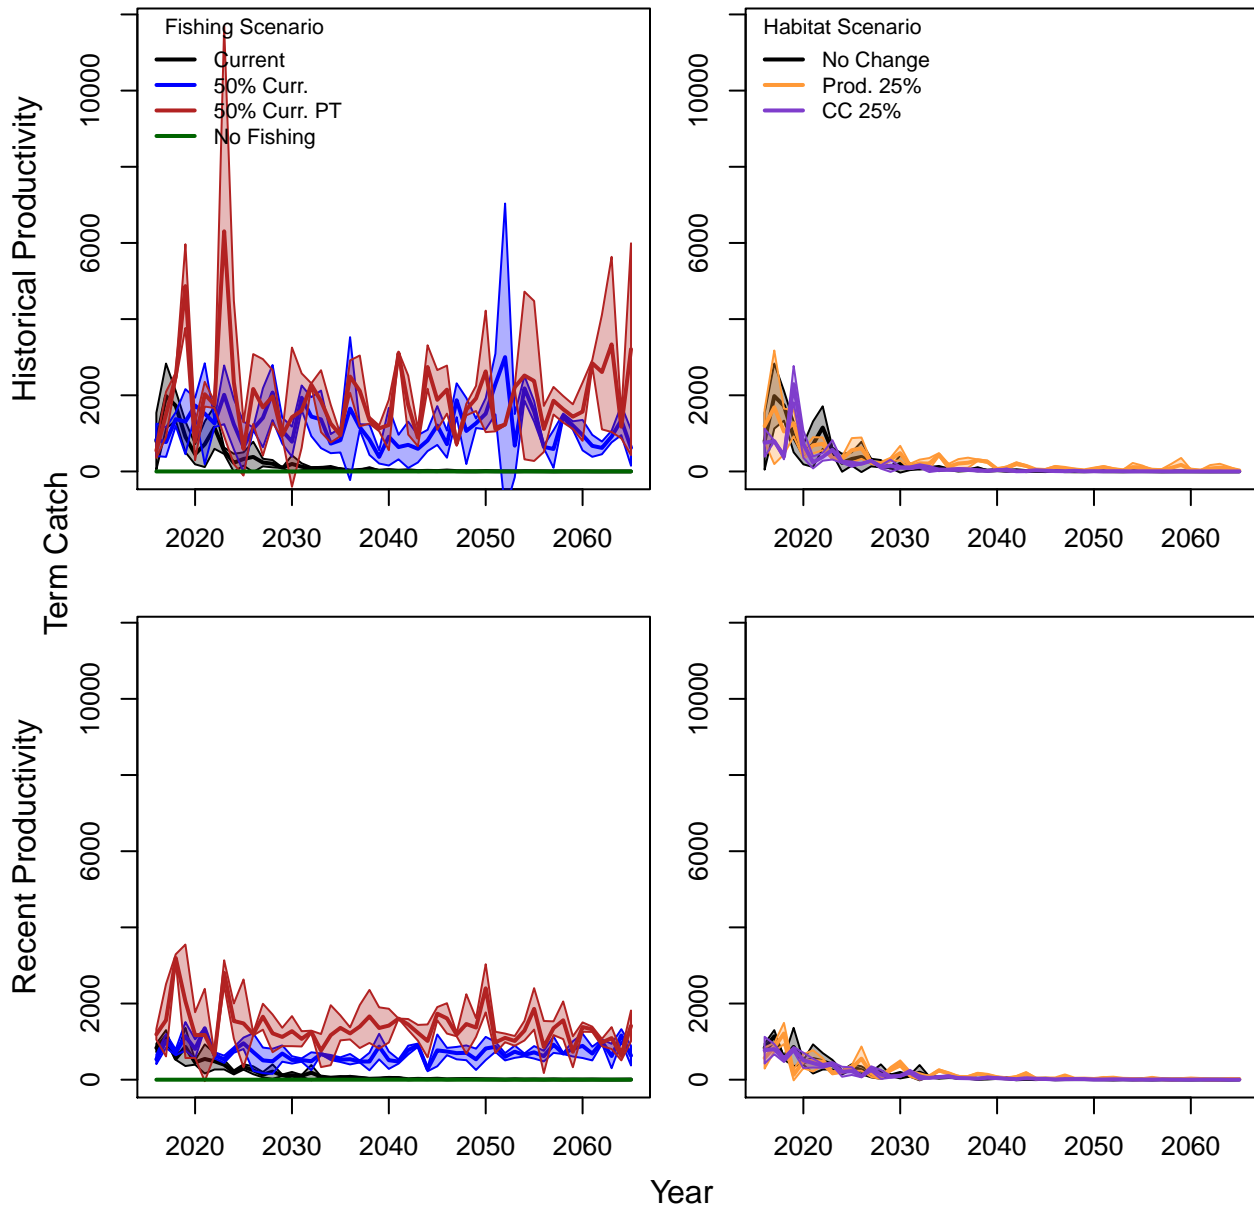 Fishing Scenario
Current
50% Curr.
50% Curr. PT
No Fishing
Habitat Scenario
No Change
Prod. 25%
CC 25%
Historical Productivity
0 2000 6000 10000
0 2000 6000 10000
2020 2030 2040 2050 2060
2020 2030 2040 2050 2060
Term Catch
Recent Productivity
0 2000 6000 10000
0 2000 6000 10000
2020 2030 2040 2050 2060
2020 2030 2040 2050 2060
Year